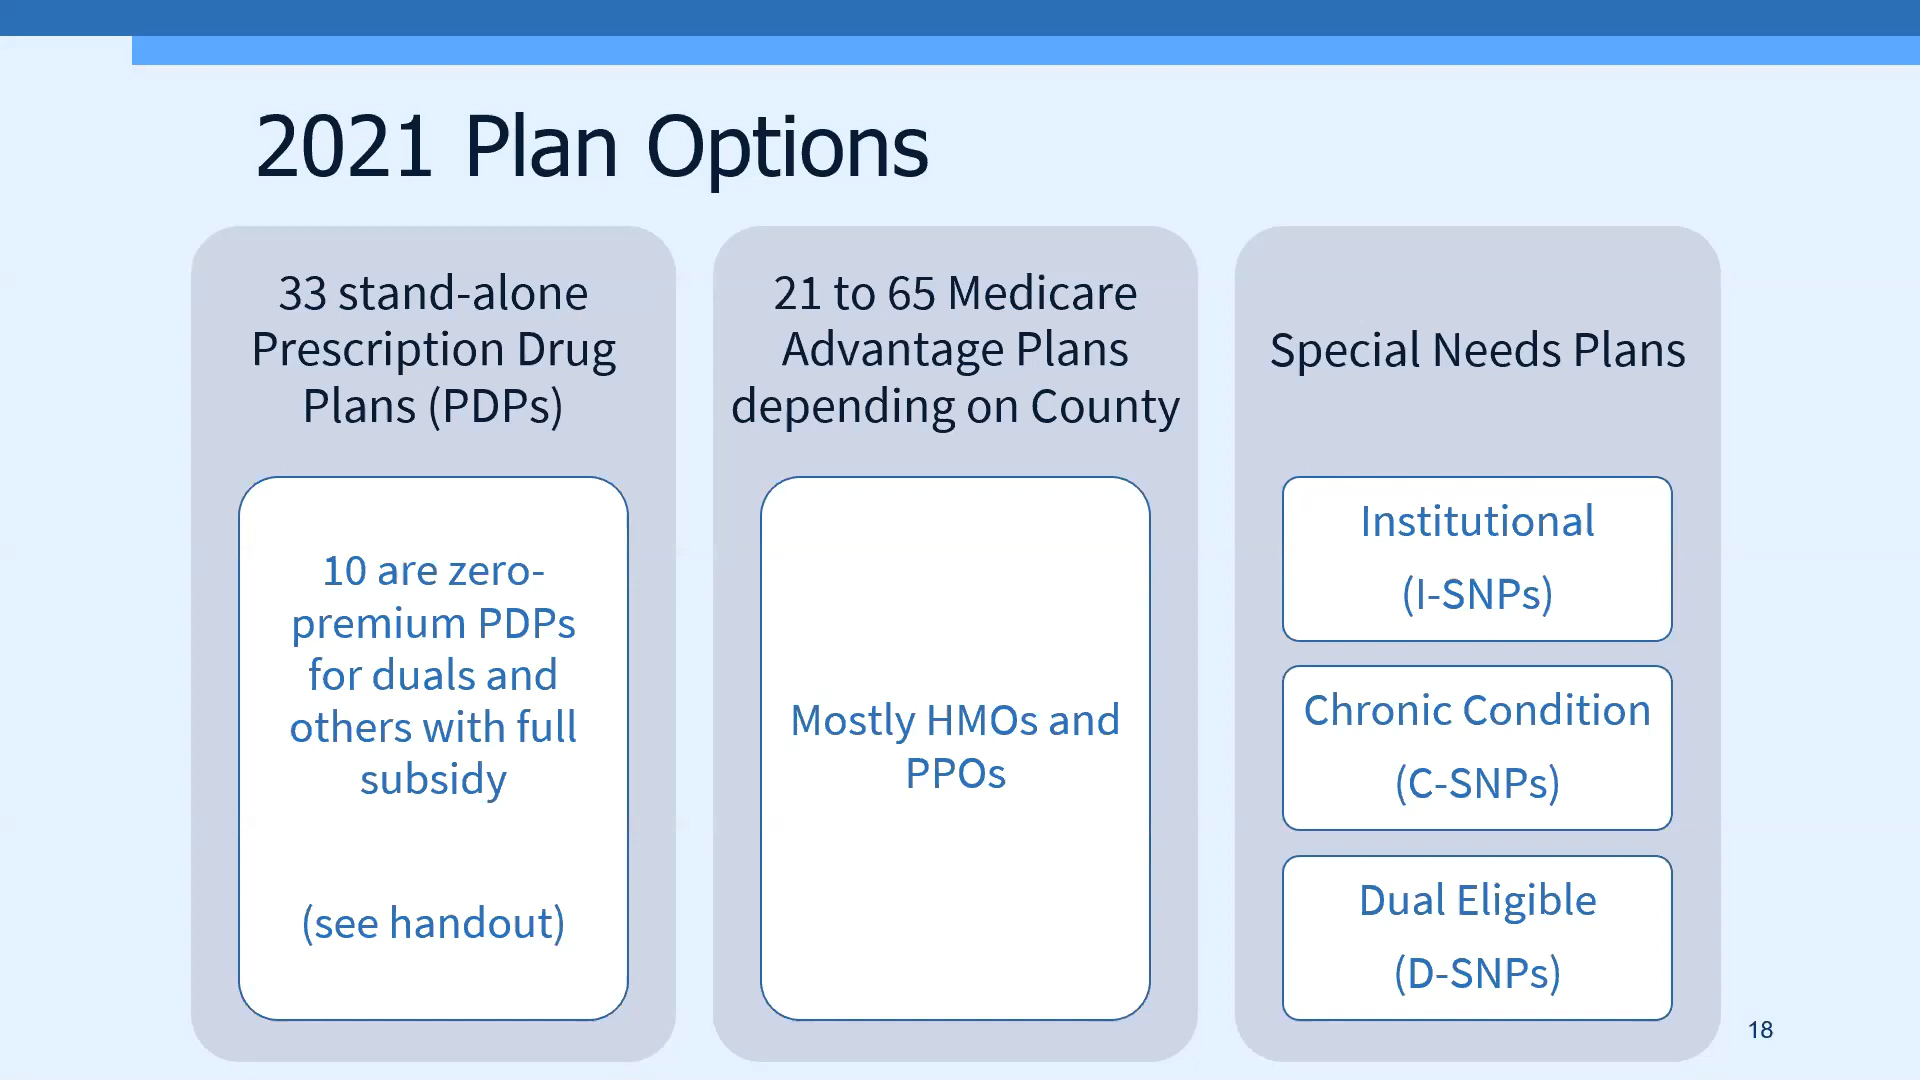 2021 Plan Options
33 stand-alone
Prescription Drug
Plans (PDPs)
10 are zero-
premium PDPs
for duals and
others with full
subsidy
(see handout)
21 to 65 Medicare
Advantage Plans
depending on County
Mostly HMOs and
PPOs
Special Needs Plans
Institutional
(I-SNPs)
Chronic Condition
(C-SNPs)
Dual Eligible
(D-SNPs)
18